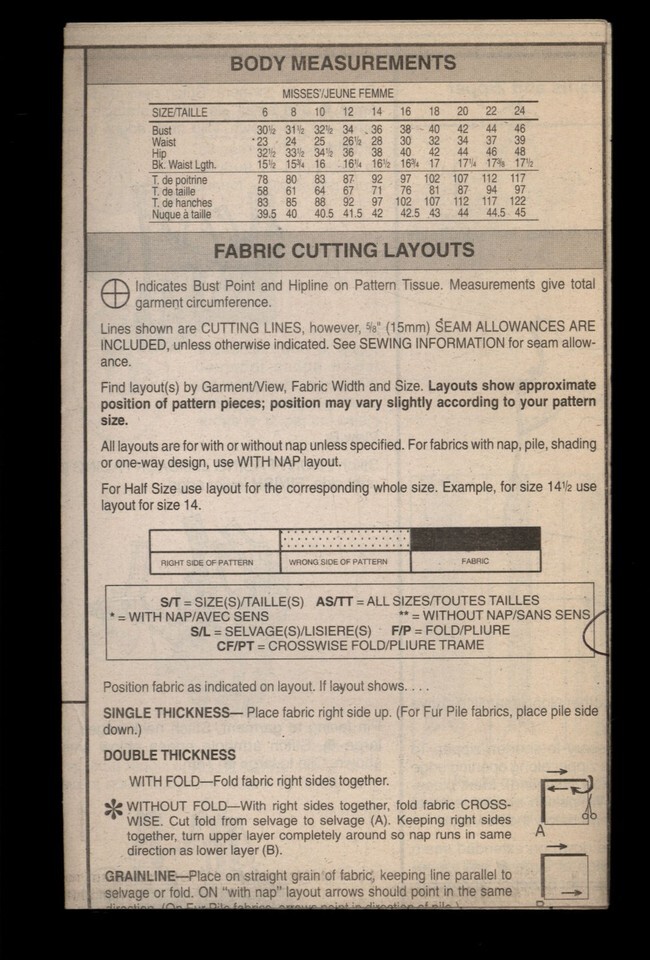 BODY MEASUREMENTS
MISSES'/JEUNE FEMME
SIZE/TAILLE 6 8 10 12 14 16 18 20 22 24
Bust 30½ 31½ 32½ 34 36 38 40 42 44 46
Waist 23 24 25 26½ 28 30 32 34 37 39
Hip 32½ 33½ 34½ 36 38 40 42 44 46 48
Bk. Waist Lgth. 15½ 15¾ 16 16¼ 16½ 16¾ 17 17¼ 17⅜ 17½
T. de poitrine 78 80 83 87 92 97 102 107 112 117
T. de taille 58 61 64 67 71 76 81 87 94 97
T. de hanches 83 85 88 92 97 102 107 112 117 122
Nuque à taille 39.5 40 40.5 41.5 42 42.5 43 44 44.5 45
FABRIC CUTTING LAYOUTS
Indicates Bust Point and Hipline on Pattern Tissue. Measurements give total
garment circumference.
Lines shown are CUTTING LINES, however, ⅝" (15mm) SEAM ALLOWANCES ARE
INCLUDED, unless otherwise indicated. See SEWING INFORMATION for seam allow-
ance.
Find layout(s) by Garment/View, Fabric Width and Size. Layouts show approximate
position of pattern pieces; position may vary slightly according to your pattern
size.
All layouts are for with or without nap unless specified. For fabrics with nap, pile, shading
or one-way design, use WITH NAP layout.
For Half Size use layout for the corresponding whole size. Example, for size 14½ use
layout for size 14.
RIGHT SIDE OF PATTERN WRONG SIDE OF PATTERN FABRIC
S/T = SIZE(S)/TAILLE(S) AS/TT = ALL SIZES/TOUTES TAILLES
* = WITH NAP/AVEC SENS ** = WITHOUT NAP/SANS SENS
S/L = SELVAGE(S)/LISIERE(S) F/P = FOLD/PLIURE
CF/PT = CROSSWISE FOLD/PLIURE TRAME
Position fabric as indicated on layout. If layout shows. . . .
SINGLE THICKNESS— Place fabric right side up. (For Fur Pile fabrics, place pile side
down.)
DOUBLE THICKNESS
WITH FOLD—Fold fabric right sides together.
✻ WITHOUT FOLD—With right sides together, fold fabric CROSS-
WISE. Cut fold from selvage to selvage (A). Keeping right sides
together, turn upper layer completely around so nap runs in same
direction as lower layer (B).
A
GRAINLINE—Place on straight grain of fabric, keeping line parallel to
selvage or fold. ON "with nap" layout arrows should point in the same
direction. (On Fur Pile fabrics, arrows point in direction of pile.)